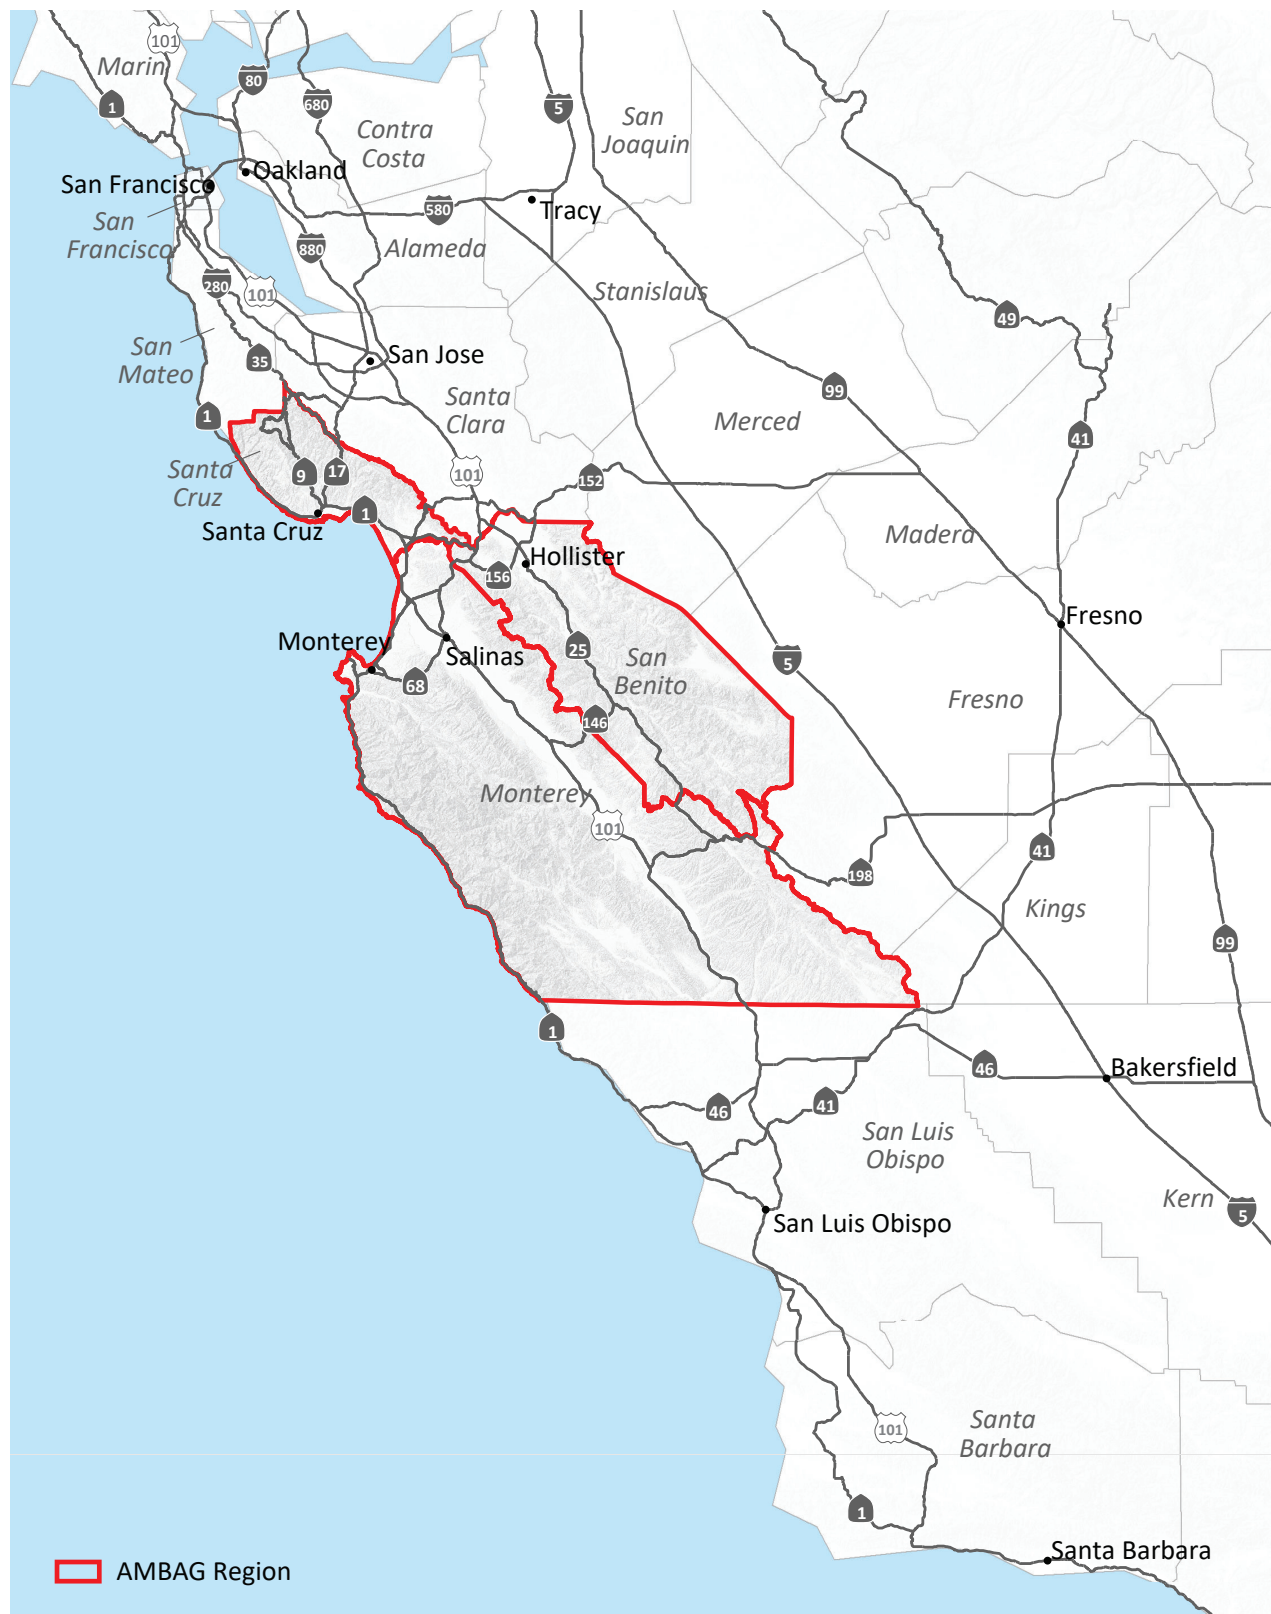 101
Marin
80
680
1
5
San
Joaquin
Contra
Costa
Oakland
San Francisco
San
Francisco
580
Tracy
880
Alameda
280
101
Stanislaus
49
San
Mateo
35
San Jose
99
Santa
Clara
1
Merced
41
Santa
Cruz
9
17
101
152
1
Santa Cruz
Madera
Hollister
156
Fresno
Monterey
Salinas
25
68
San
Benito
5
Fresno
146
Monterey
101
41
198
Kings
99
1
46
Bakersfield
46
41
San Luis
Obispo
Kern
5
San Luis Obispo
101
Santa
Barbara
1
Santa Barbara
AMBAG Region